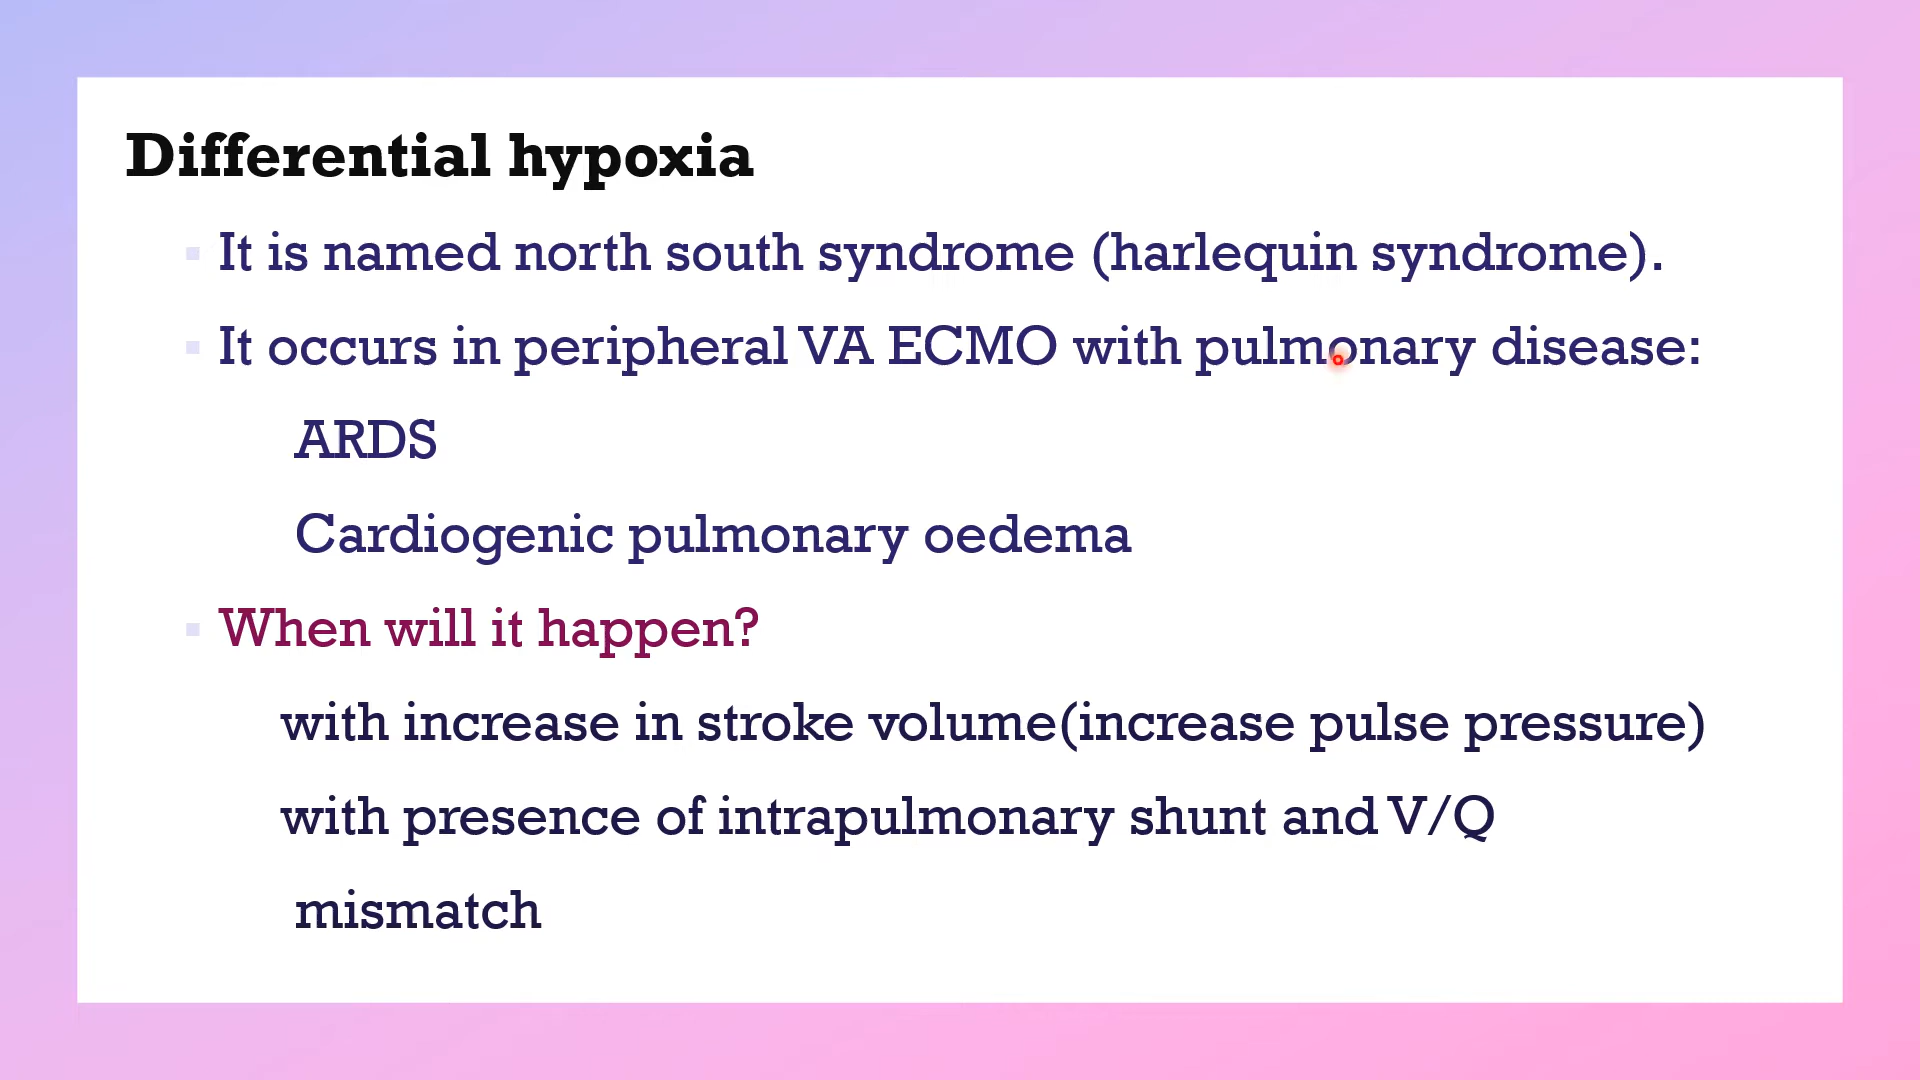 Differential hypoxia
It is named north south syndrome (harlequin syndrome).
It occurs in peripheral VA ECMO with pulmonary disease:
ARDS
Cardiogenic pulmonary oedema
When will it happen?
with increase in stroke volume(increase pulse pressure)
with presence of intrapulmonary shunt and V/Q
mismatch